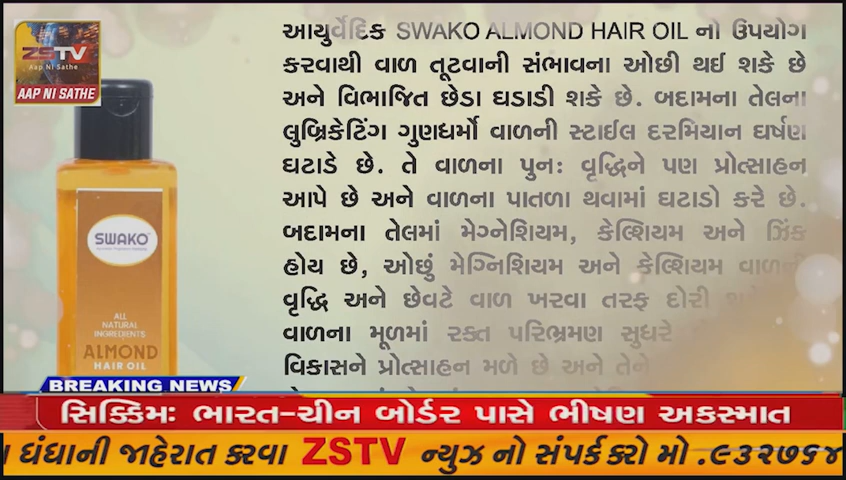 ZSTV
Aap Ni Sathe
AAP NI SATHE
આયુર્વેદિક SWAKO ALMOND HAIR OIL નો ઉપયોગ
કરવાથી વાળ તૂટવાની સંભાવના ઓછી થઈ શકે છે
અને વિભાજિત છેડા ઘડાડી શકે છે. બદામના તેલના
લુબ્રિકેટિંગ ગુણધર્મો વાળની સ્ટાઈલ દરમિયાન ઘર્ષણ
ઘટાડે છે. તે વાળના પુનઃ વૃદ્ધિને પણ પ્રોત્સાહન
આપે છે અને વાળના પાતળા થવામાં ઘટાડો કરે છે.
બદામના તેલમાં મેગ્નેશિયમ, કેલ્શિયમ અને ઝિંક
હોય છે, ઓછું મેગ્નિશિયમ અને કેલ્શિયમ વાળની
વૃદ્ધિ અને છેવટે વાળ ખરવા તરફ દોરી
વાળના મૂળમાં રક્ત પરિભ્રમણ સુધરે
વિકાસને પ્રોત્સાહન મળે છે અને તેને
SWAKO
ALL
NATURAL
INGREDIENTS
ALMOND
HAIR OIL
BREAKING NEWS
સિક્કિમઃ ભારત-ચીન બોર્ડર પાસે ભીષણ અકસ્માત
ધંધાની જાહેરાત કરવા ZSTV ન્યુઝ નો સંપર્ક કરો મો .૯૩૨૭૬૪